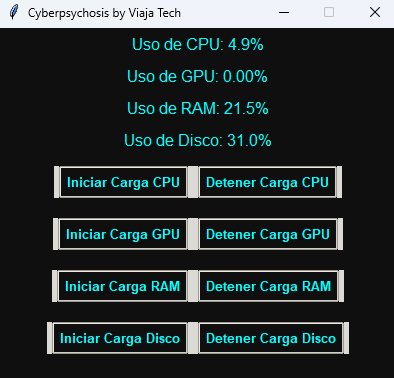 Cyberpsychosis by Viaja Tech
Uso de CPU: 4.9%
Uso de GPU: 0.00%
Uso de RAM: 21.5%
Uso de Disco: 31.0%
Iniciar Carga CPU Detener Carga CPU
Iniciar Carga GPU Detener Carga GPU
Iniciar Carga RAM Detener Carga RAM
Iniciar Carga Disco Detener Carga Disco